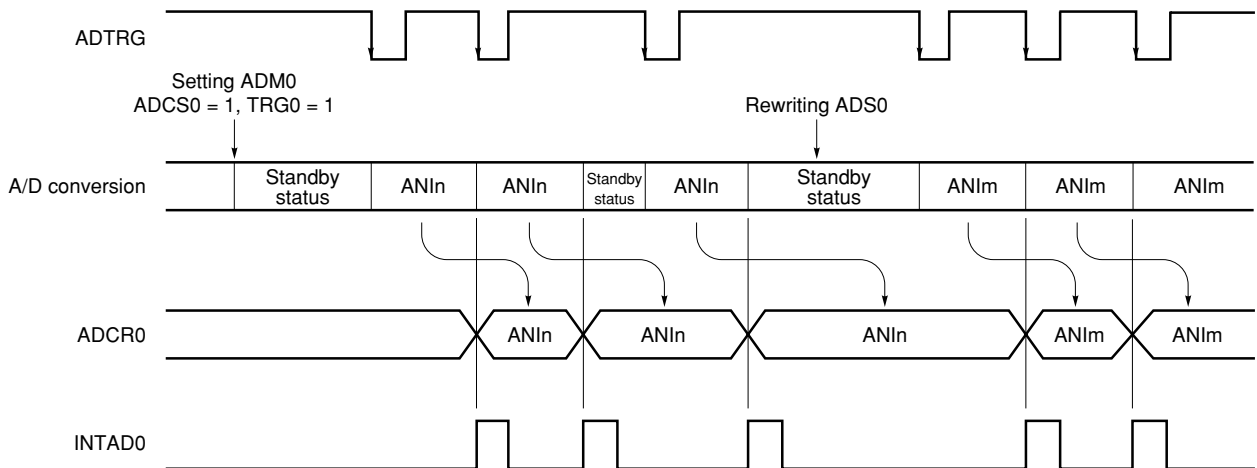 ADTRG
Setting ADM0
ADCS0 = 1, TRG0 = 1
Rewriting ADS0
A/D conversion
Standby
status
ANIn
ANIn
Standby
status
ANIn
Standby
status
ANIm
ANIm
ANIm
ADCR0
ANIn
ANIn
ANIn
ANIm
ANIm
INTAD0